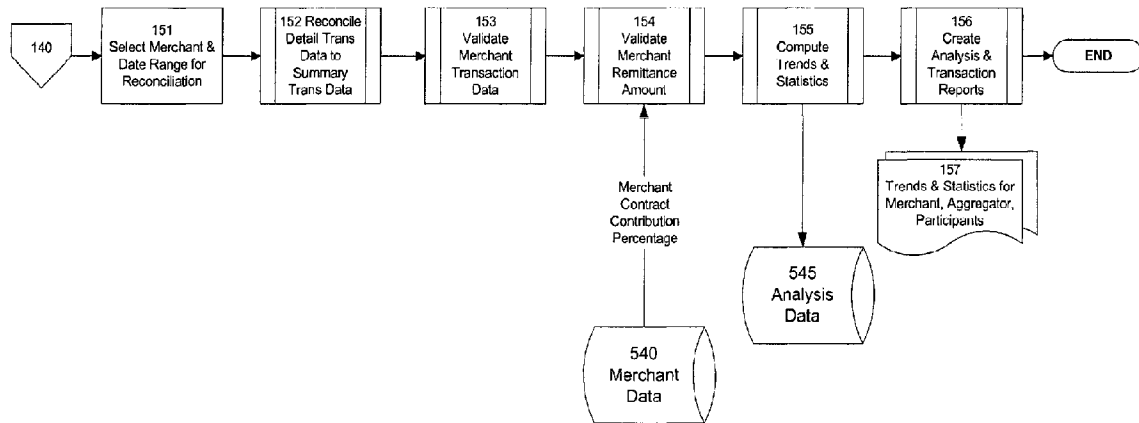 140
151
Select Merchant &
Date Range for
Reconciliation
152 Reconcile
Detail Trans
Data to
Summary
Trans Data
153
Validate
Merchant
Transaction
Data
154
Validate
Merchant
Remittance
Amount
155
Compute
Trends &
Statistics
156
Create
Analysis &
Transaction
Reports
END
157
Trends & Statistics for
Merchant, Aggregator,
Participants
Merchant
Contract
Contribution
Percentage
545
Analysis
Data
540
Merchant
Data